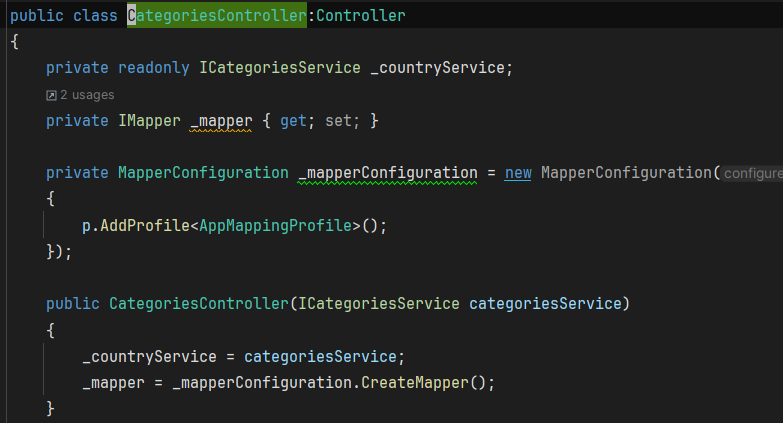 public class CategoriesController:Controller
{
private readonly ICategoriesService _countryService;
2 usages
private IMapper _mapper { get; set; }
private MapperConfiguration _mapperConfiguration = new MapperConfiguration( configure
{
p.AddProfile<AppMappingProfile>();
});
public CategoriesController(ICategoriesService categoriesService)
{
_countryService = categoriesService;
_mapper = _mapperConfiguration.CreateMapper();
}